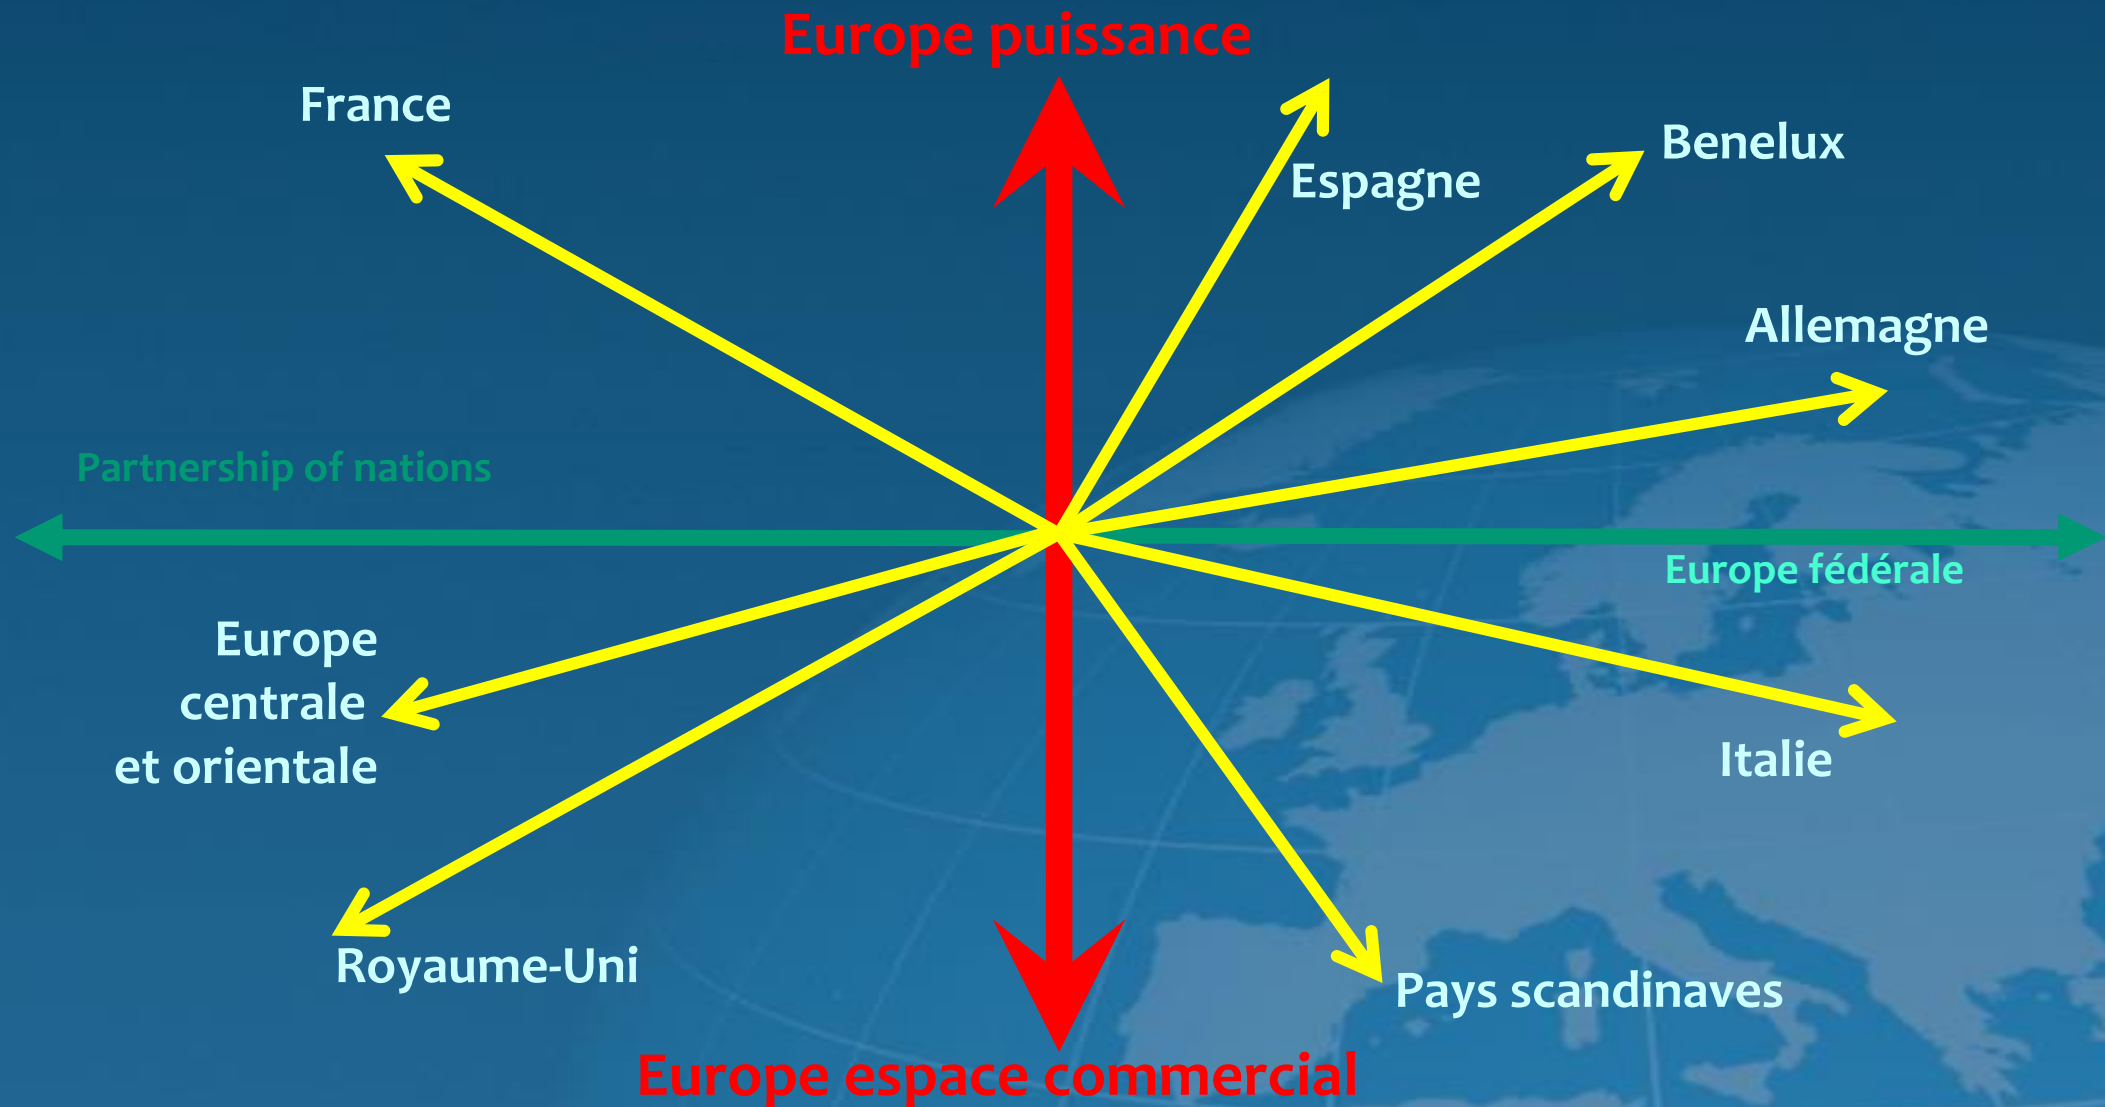 Europe puissance
France
Benelux
Espagne
Allemagne
Partnership of nations
Europe fédérale
Europe
centrale
et orientale
Italie
Royaume-Uni
Pays scandinaves
Europe espace commercial